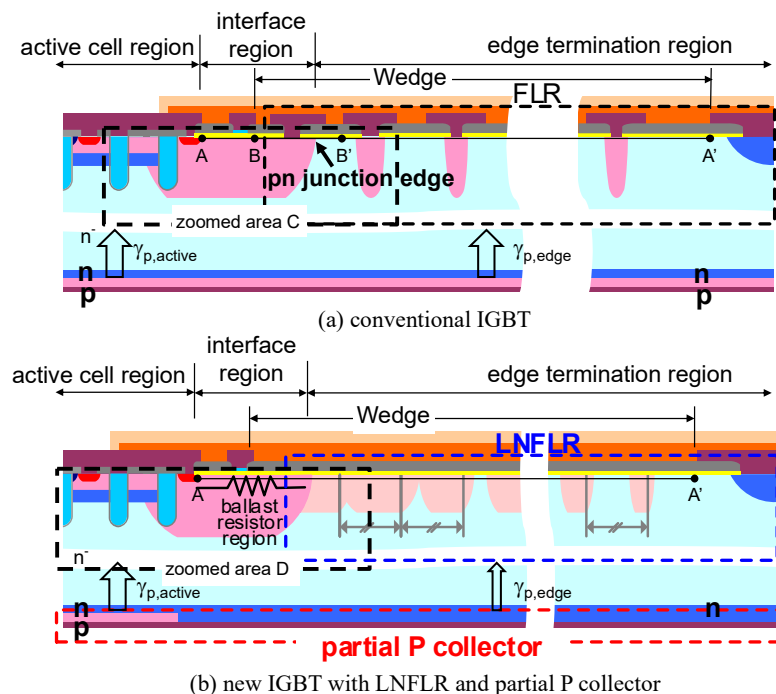 interface
active cell region
region
edge termination region
Wedge
FLR
A
B
B'
A'
pn junction edge
zoomed area C
n-
γp,active
γp,edge
n
p
n
p
(a) conventional IGBT
interface
active cell region
region
edge termination region
Wedge
LNFLR
A
A'
ballast
resistor
region
n-
zoomed area D
γp,active
γp,edge
n
p
n
partial P collector
(b) new IGBT with LNFLR and partial P collector